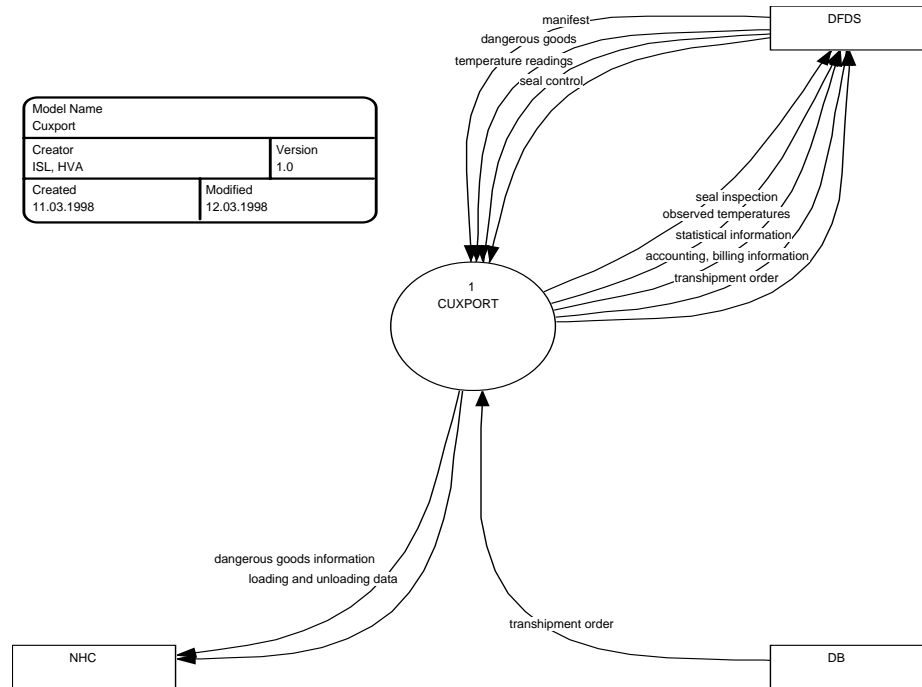 manifest
DFDS
dangerous goods
temperature readings
seal control
Model Name
Cuxport
Creator
ISL, HVA
Version
1.0
Created
11.03.1998
Modified
12.03.1998
seal inspection
observed temperatures
statistical information
accounting, billing information
transhipment order
1
CUXPORT
dangerous goods information
loading and unloading data
transhipment order
NHC
DB